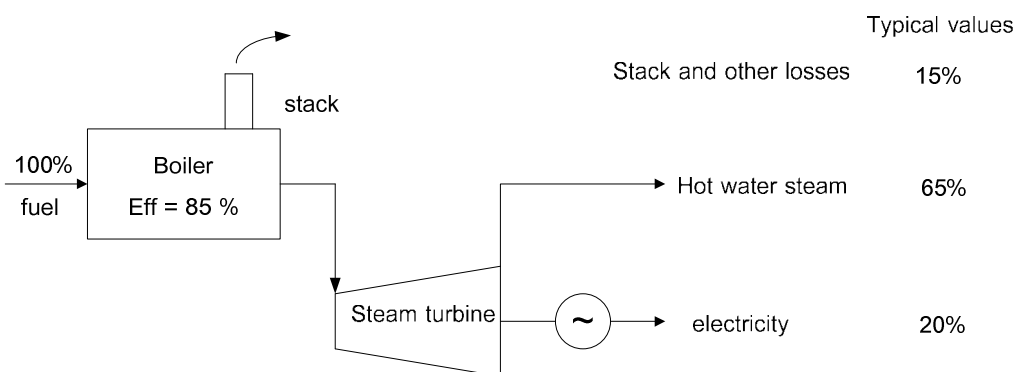 Typical values
Stack and other losses 15%
stack
100%
fuel
Boiler
Eff = 85 %
Hot water steam 65%
Steam turbine
~
electricity 20%